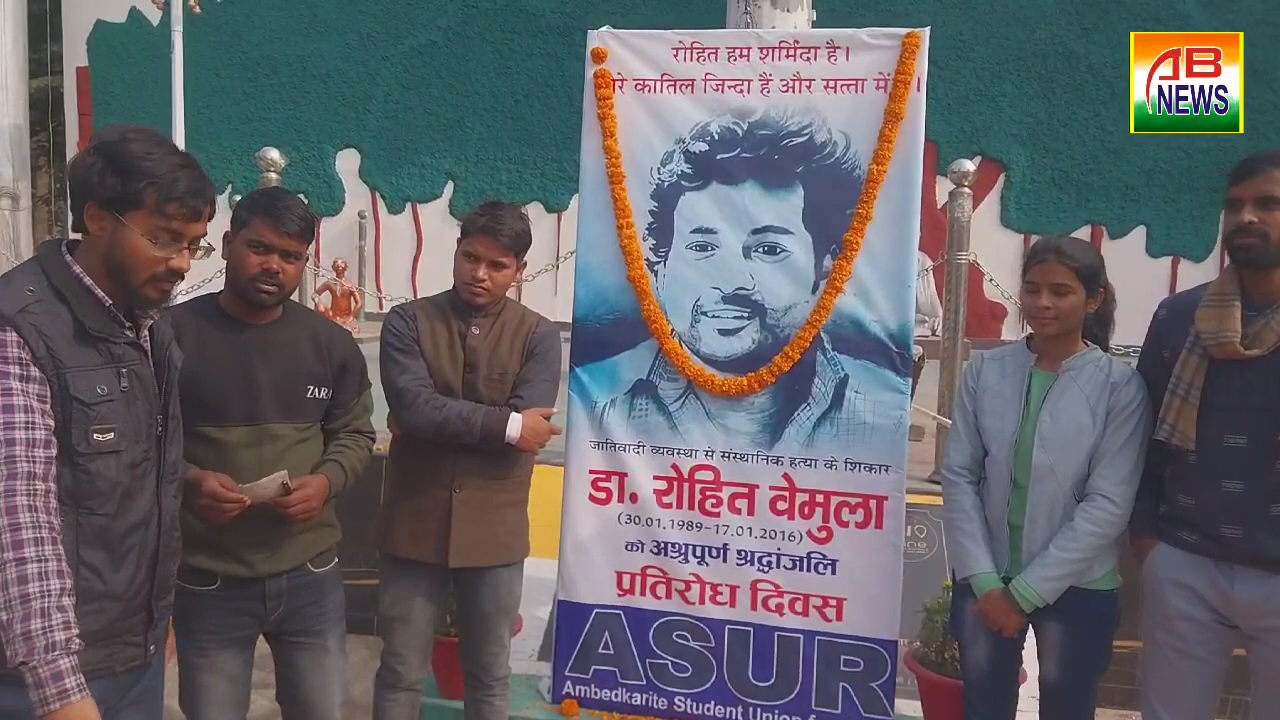 रोहित हम शर्मिंदा है।
रे कातिल जिन्दा हैं और सत्ता में
जातिवादी व्यवस्था से संस्थानिक हत्या के शिकार
डा. रोहित वेमुला
(30.01.1989-17.01.2016)
को अश्रुपूर्ण श्रद्धांजलि
प्रतिरोध दिवस
ASUR
Ambedkarite Student Union
AB
NEWS
ZARA